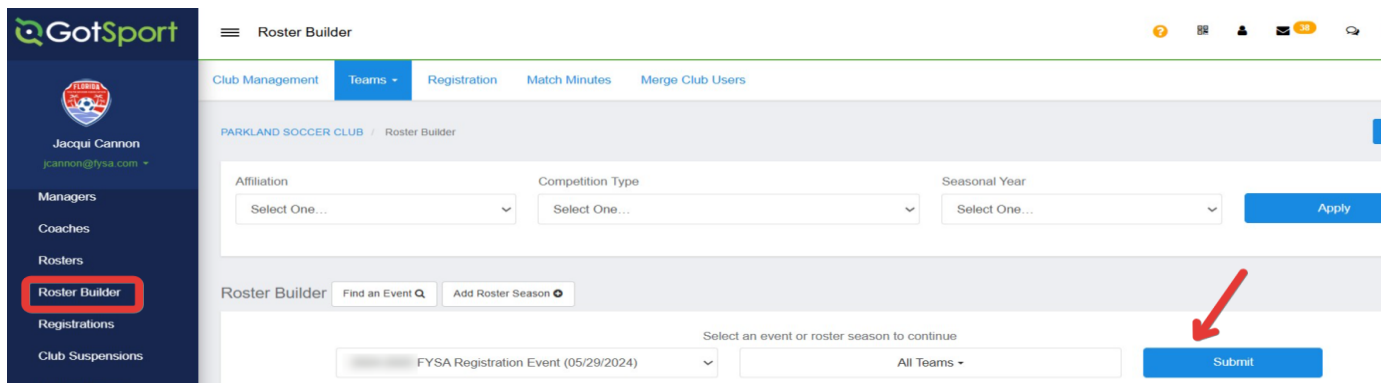 GotSport
Roster Builder
38
Club Management Teams Registration Match Minutes Merge Club Users
FLORIDA
Jacqui Cannon
jcannon@fysa.com
PARKLAND SOCCER CLUB / Roster Builder
Affiliation Competition Type Seasonal Year
Select One... Select One... Select One... Apply
Managers
Coaches
Rosters
Roster Builder
Registrations
Club Suspensions
Roster Builder Find an Event Add Roster Season
Select an event or roster season to continue
FYSA Registration Event (05/29/2024) All Teams Submit